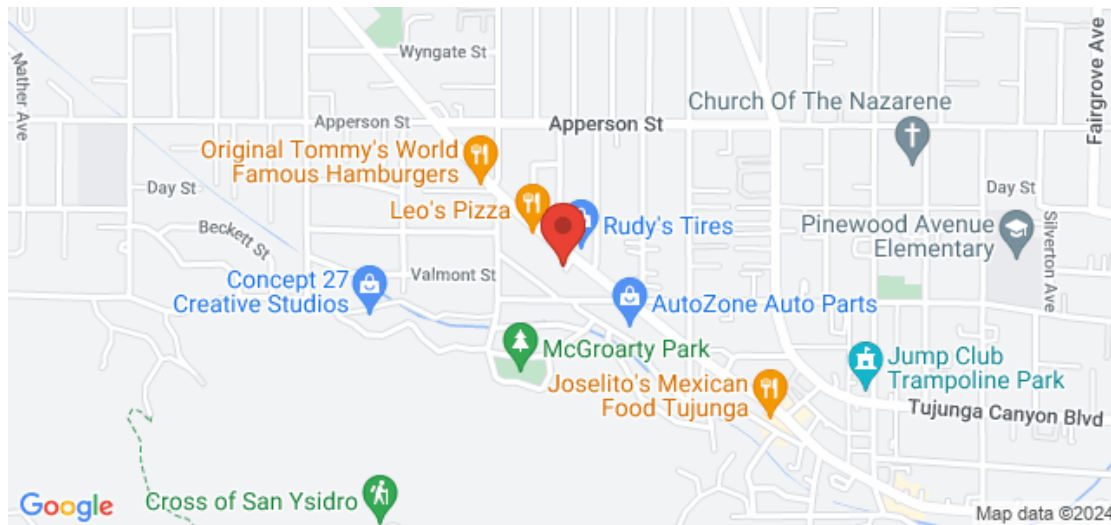 Mather Ave
Wyngate St
Fairgrove Ave
Church Of The Nazarene
Apperson St
Apperson St
Original Tommy's World
Famous Hamburgers
Day St
Day St
Leo's Pizza
Rudy's Tires
Pinewood Avenue
Elementary
Silverton Ave
Beckett St
Valmont St
Concept 27
Creative Studios
AutoZone Auto Parts
McGroarty Park
Jump Club
Trampoline Park
Joselito's Mexican
Food Tujunga
Tujunga Canyon Blvd
Cross of San Ysidro
Google
Map data ©2024